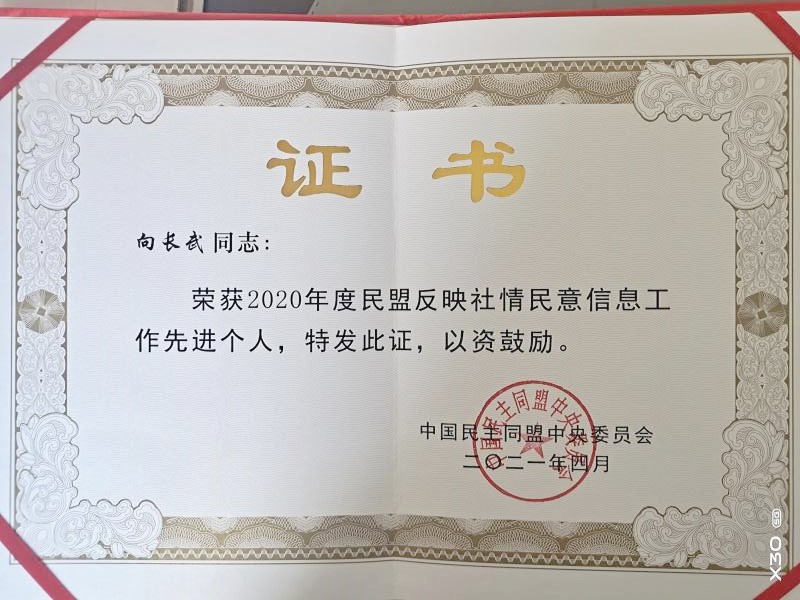 证书
向长武同志：
荣获2020年度民盟反映社情民意信息工
作先进个人，特发此证，以资鼓励。
中国民主同盟中央委员会
二〇二一年四月
中国民主同盟中央委员会
X30 5G